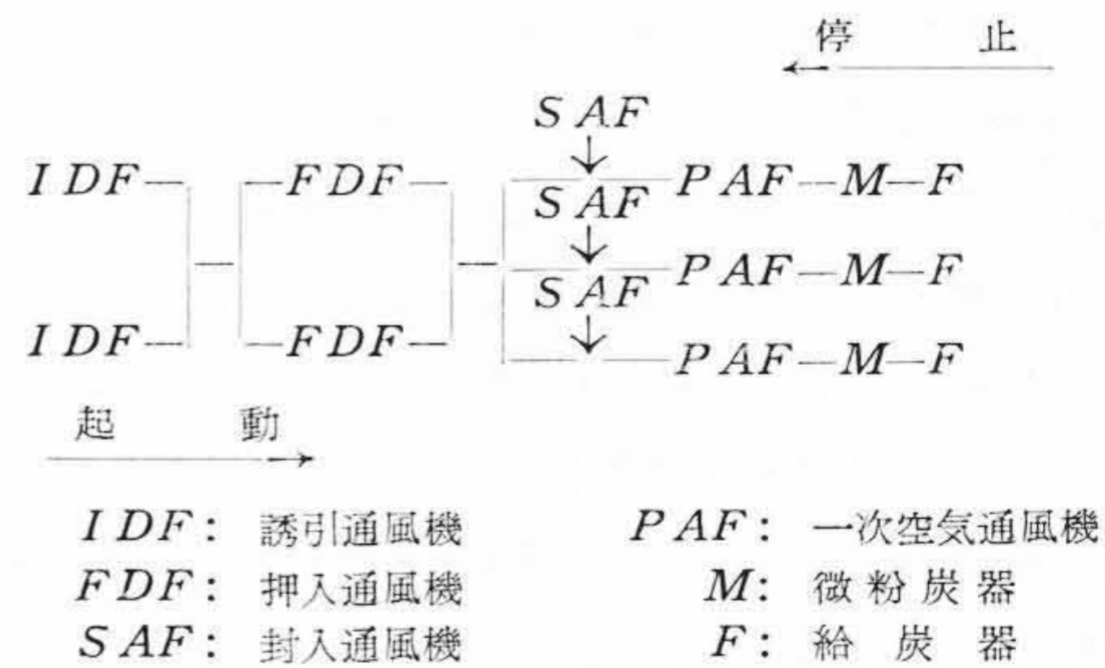 停 止
SAF
IDF FDF SAF PAF—M—F
SAF PAF—M—F
IDF FDF PAF—M—F
起 動
IDF: 誘引通風機 PAF: 一次空気通風機
FDF: 押入通風機 M: 微粉炭器
SAF: 封入通風機 F: 給炭器